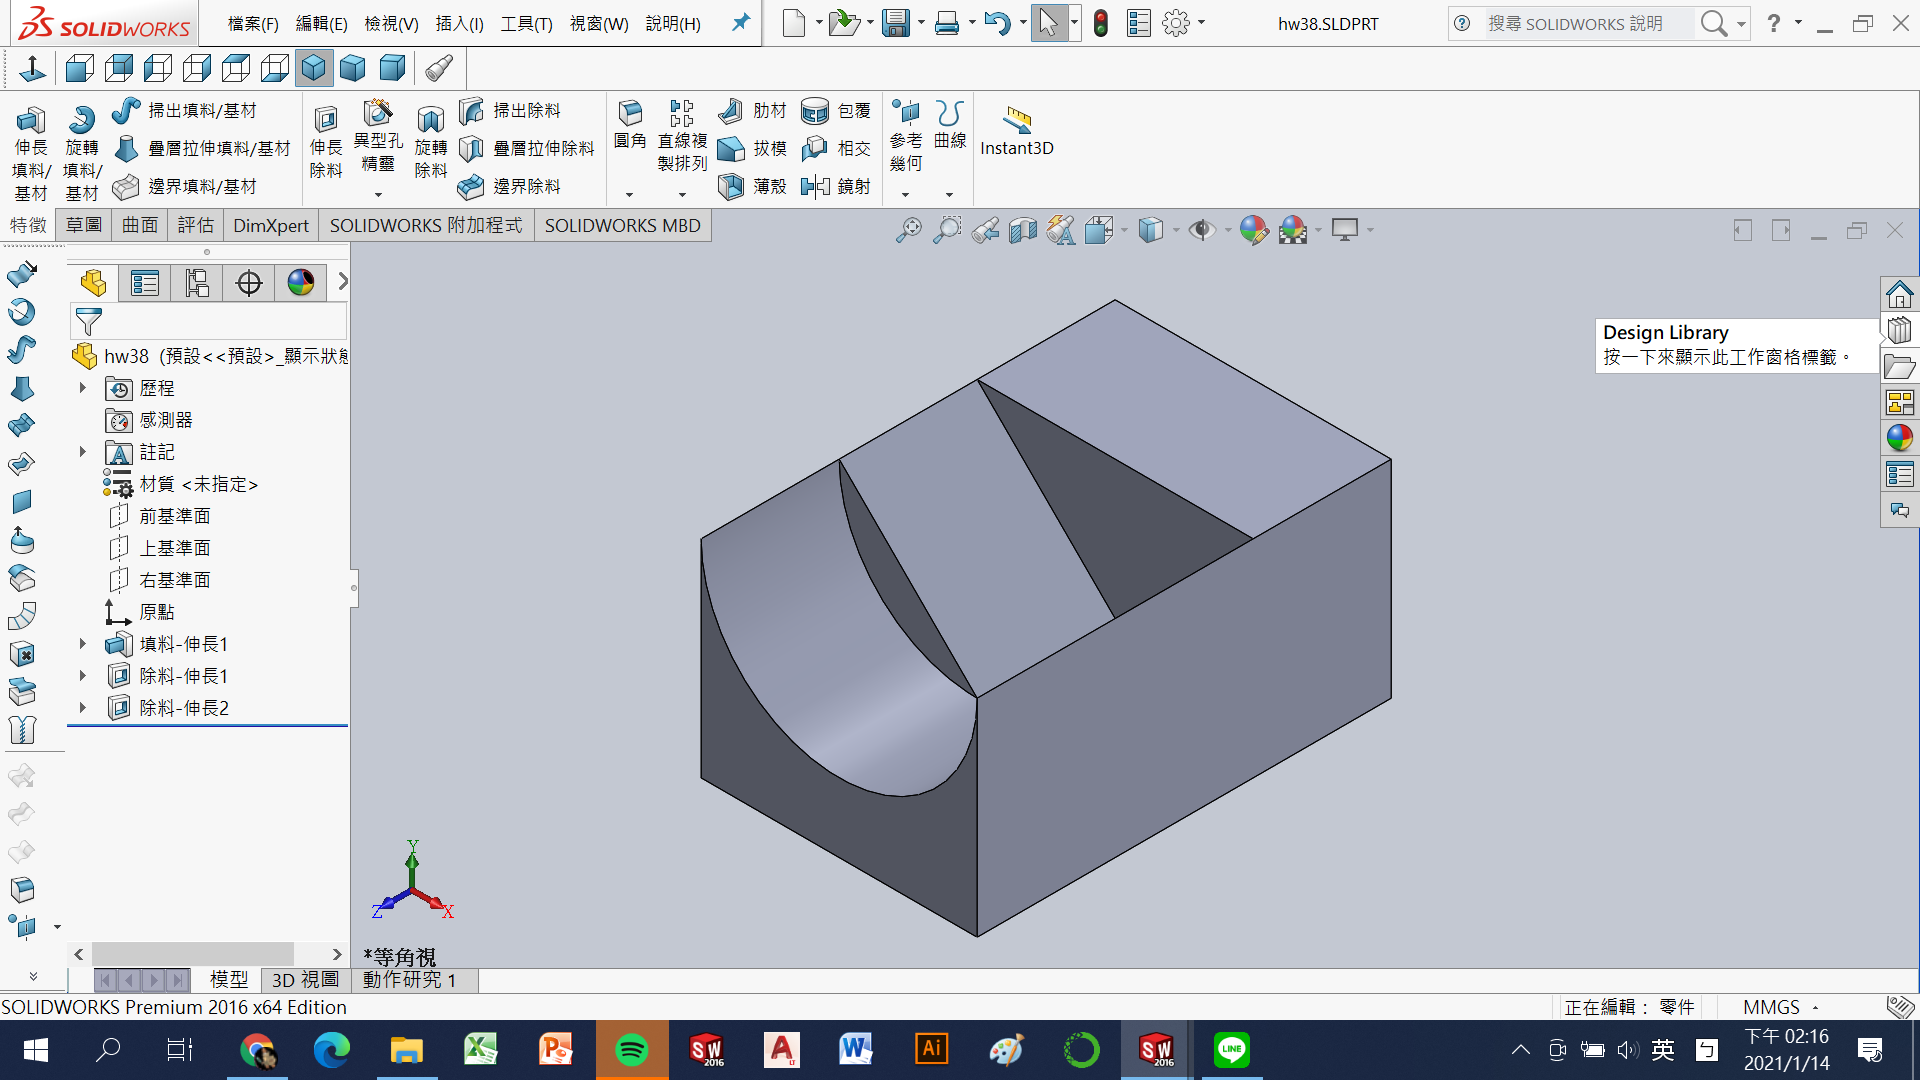 SOLIDWORKS 檔案(F) 編輯(E) 檢視(V) 插入(I) 工具(T) 視窗(W) 說明(H) hw38.SLDPRT 搜尋 SOLIDWORKS 說明
伸長填料/基材
旋轉填料/基材
掃出填料/基材
疊層拉伸填料/基材
邊界填料/基材
伸長除料
異型孔精靈
旋轉除料
掃出除料
疊層拉伸除料
邊界除料
圓角
直線複製排列
肋材
拔模
薄殼
包覆
相交
鏡射
參考幾何
曲線
Instant3D
特徵 草圖 曲面 評估 DimXpert SOLIDWORKS 附加程式 SOLIDWORKS MBD
hw38 (預設<<預設>_顯示狀態
歷程
感測器
註記
材質 <未指定>
前基準面
上基準面
右基準面
原點
填料-伸長1
除料-伸長1
除料-伸長2
Design Library
按一下來顯示此工作窗格標籤。
Y
Z
X
*等角視
模型 3D 視圖 動作研究 1
SOLIDWORKS Premium 2016 x64 Edition 正在編輯： 零件 MMGS
SW 2016
A LT
Ai
SW 2016
LINE
英
下午 02:16
2021/1/14